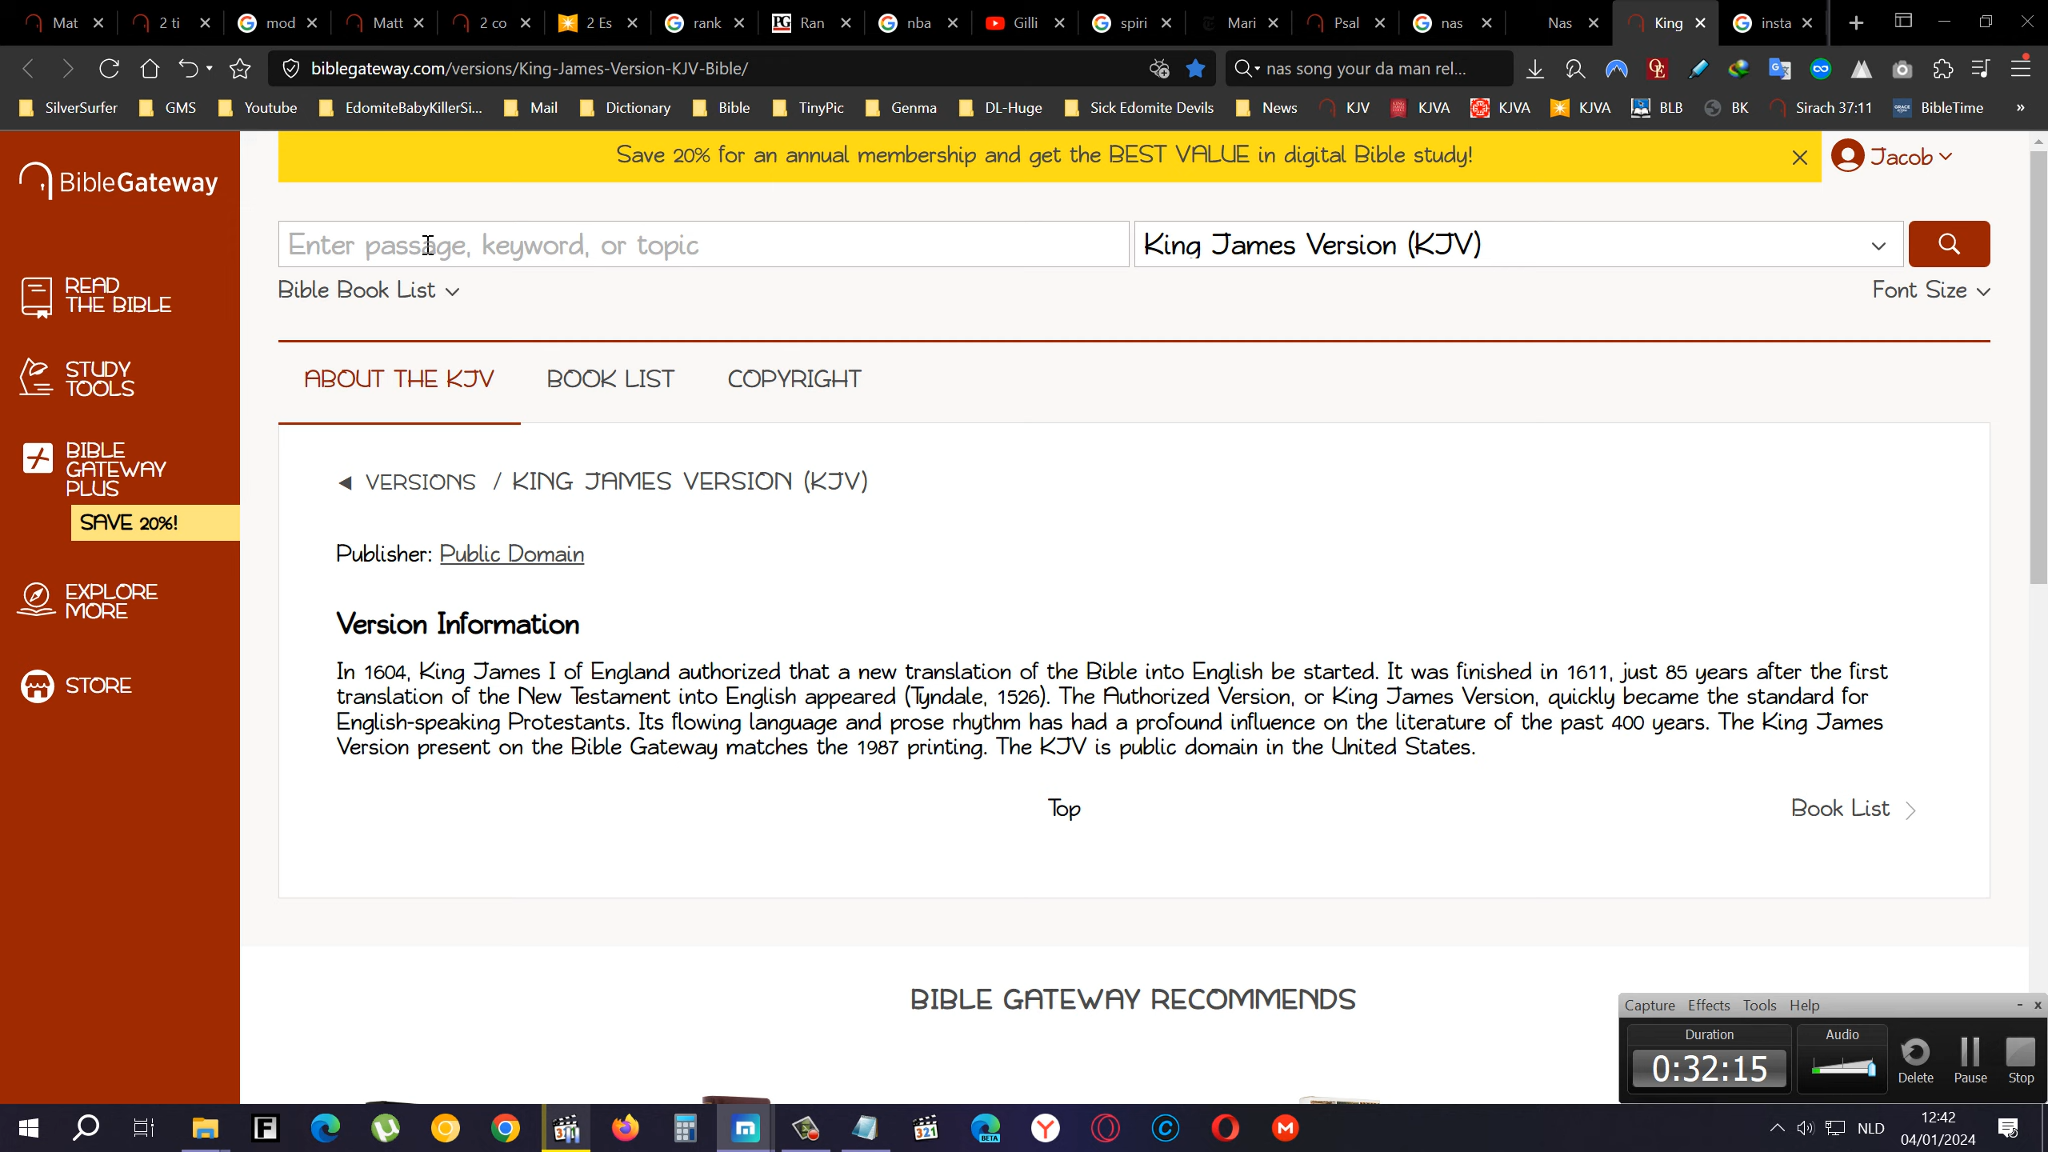 Mat
2 ti
mod
Matt
2 co
2 Es
rank
Ran
nba
Gilli
spiri
Mari
Psal
nas
Nas
King
insta
biblegateway.com/versions/King-James-Version-KJV-Bible/
nas song your da man rel...
SilverSurfer
GMS
Youtube
EdomiteBabyKillerSi...
Mail
Dictionary
Bible
TinyPic
Genma
DL-Huge
Sick Edomite Devils
News
KJV
KJVA
KJVA
KJVA
BLB
BK
Sirach 37:11
BibleTime
Save 20% for an annual membership and get the BEST VALUE in digital Bible study!
Jacob
BibleGateway
Enter passage, keyword, or topic
King James Version (KJV)
Bible Book List
Font Size
READ
THE BIBLE
STUDY
TOOLS
BIBLE
GATEWAY
PLUS
SAVE 20%!
EXPLORE
MORE
STORE
ABOUT THE KJV
BOOK LIST
COPYRIGHT
VERSIONS / KING JAMES VERSION (KJV)
Publisher: Public Domain
Version Information
In 1604, King James I of England authorized that a new translation of the Bible into English be started. It was finished in 1611, just 85 years after the first
translation of the New Testament into English appeared (Tyndale, 1526). The Authorized Version, or King James Version, quickly became the standard for
English-speaking Protestants. Its flowing language and prose rhythm has had a profound influence on the literature of the past 400 years. The King James
Version present on the Bible Gateway matches the 1987 printing. The KJV is public domain in the United States.
Top
Book List
BIBLE GATEWAY RECOMMENDS
Capture Effects Tools Help
Duration
Audio
0:32:15
Delete
Pause
Stop
NLD
12:42
04/01/2024